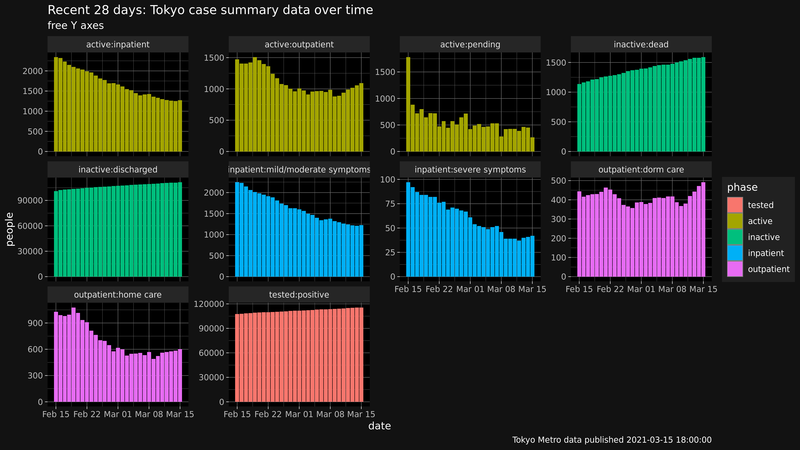 Recent 28 days: Tokyo case summary data over time
free Y axes
active:inpatient
active:outpatient
active:pending
inactive:dead
2000
1500
1000
500
0
1500
1000
500
0
1500
1000
500
0
1500
1000
500
0
inactive:discharged
inpatient:mild/moderate symptoms
inpatient:severe symptoms
outpatient:dorm care
90000
60000
30000
0
2000
1500
1000
500
0
100
75
50
25
0
500
400
300
200
100
0
Feb 15 Feb 22 Mar 01 Mar 08 Mar 15
Feb 15 Feb 22 Mar 01 Mar 08 Mar 15
outpatient:home care
tested:positive
900
600
300
0
120000
90000
60000
30000
0
Feb 15 Feb 22 Mar 01 Mar 08 Mar 15
Feb 15 Feb 22 Mar 01 Mar 08 Mar 15
people
date
phase
tested
active
inactive
inpatient
outpatient
Tokyo Metro data published 2021-03-15 18:00:00